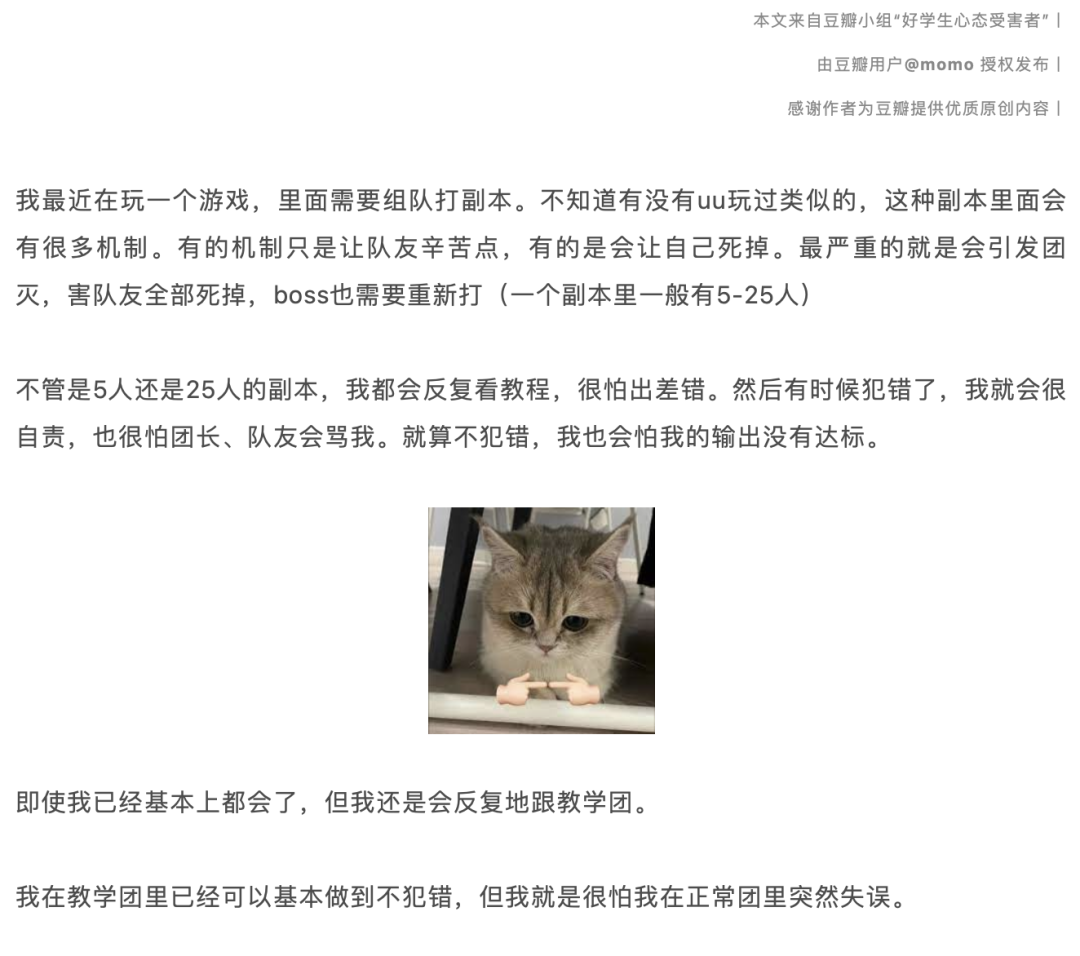 本文来自豆瓣小组“好学生心态受害者”丨
由豆瓣用户@momo 授权发布丨
感谢作者为豆瓣提供优质原创内容丨
我最近在玩一个游戏，里面需要组队打副本。不知道有没有uu玩过类似的，这种副本里面会
有很多机制。有的机制只是让队友辛苦点，有的是会让自己死掉。最严重的就是会引发团
灭，害队友全部死掉，boss也需要重新打（一个副本里一般有5-25人）
不管是5人还是25人的副本，我都会反复看教程，很怕出差错。然后有时候犯错了，我就会很
自责，也很怕团长、队友会骂我。就算不犯错，我也会怕我的输出没有达标。
即使我已经基本上都会了，但我还是会反复地跟教学团。
我在教学团里已经可以基本做到不犯错，但我就是很怕我在正常团里突然失误。